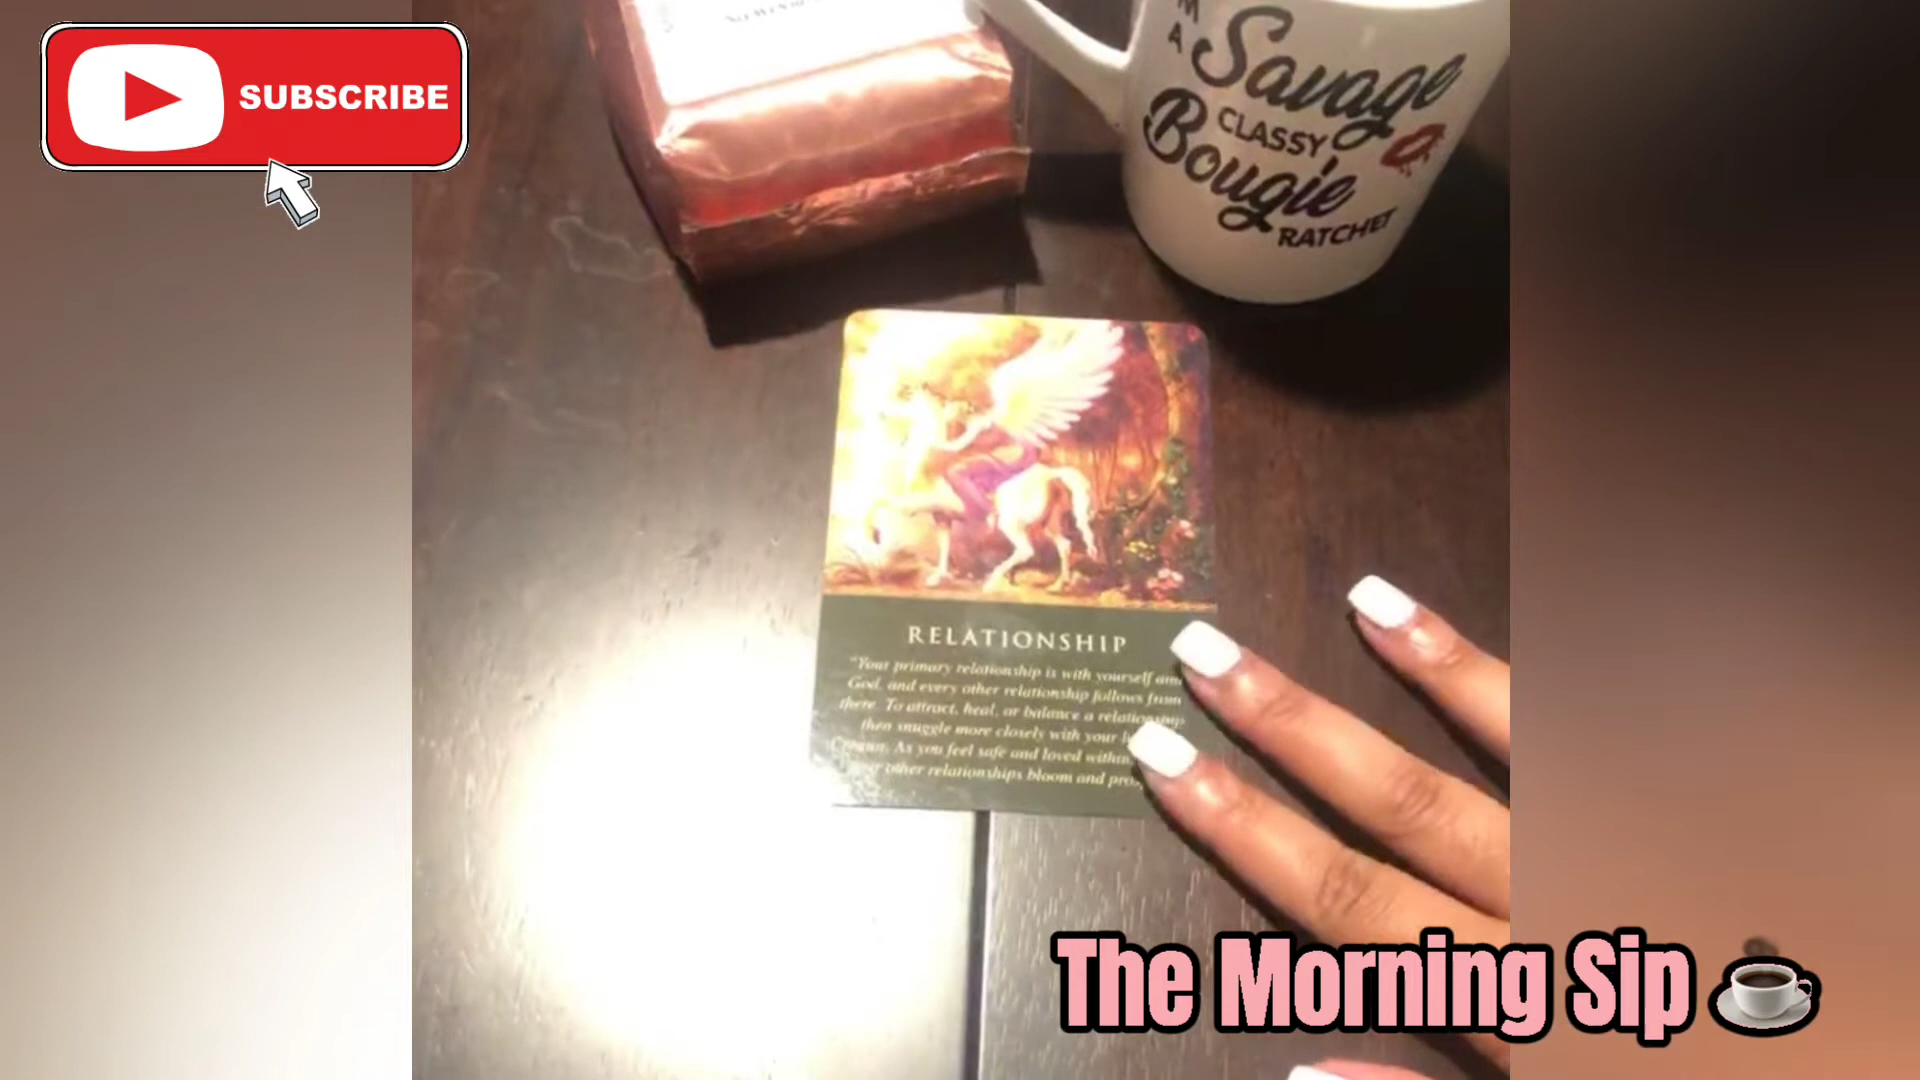 SUBSCRIBE
A
Savage
CLASSY
Bougie
RATCHET
RELATIONSHIP
"Your primary relationship is with yourself
God, and every other relationship follows from
there. To attract, heal, or balance a relationship,
then snuggle more closely with your
As you feel safe and loved within
other relationships bloom and
The Morning Sip